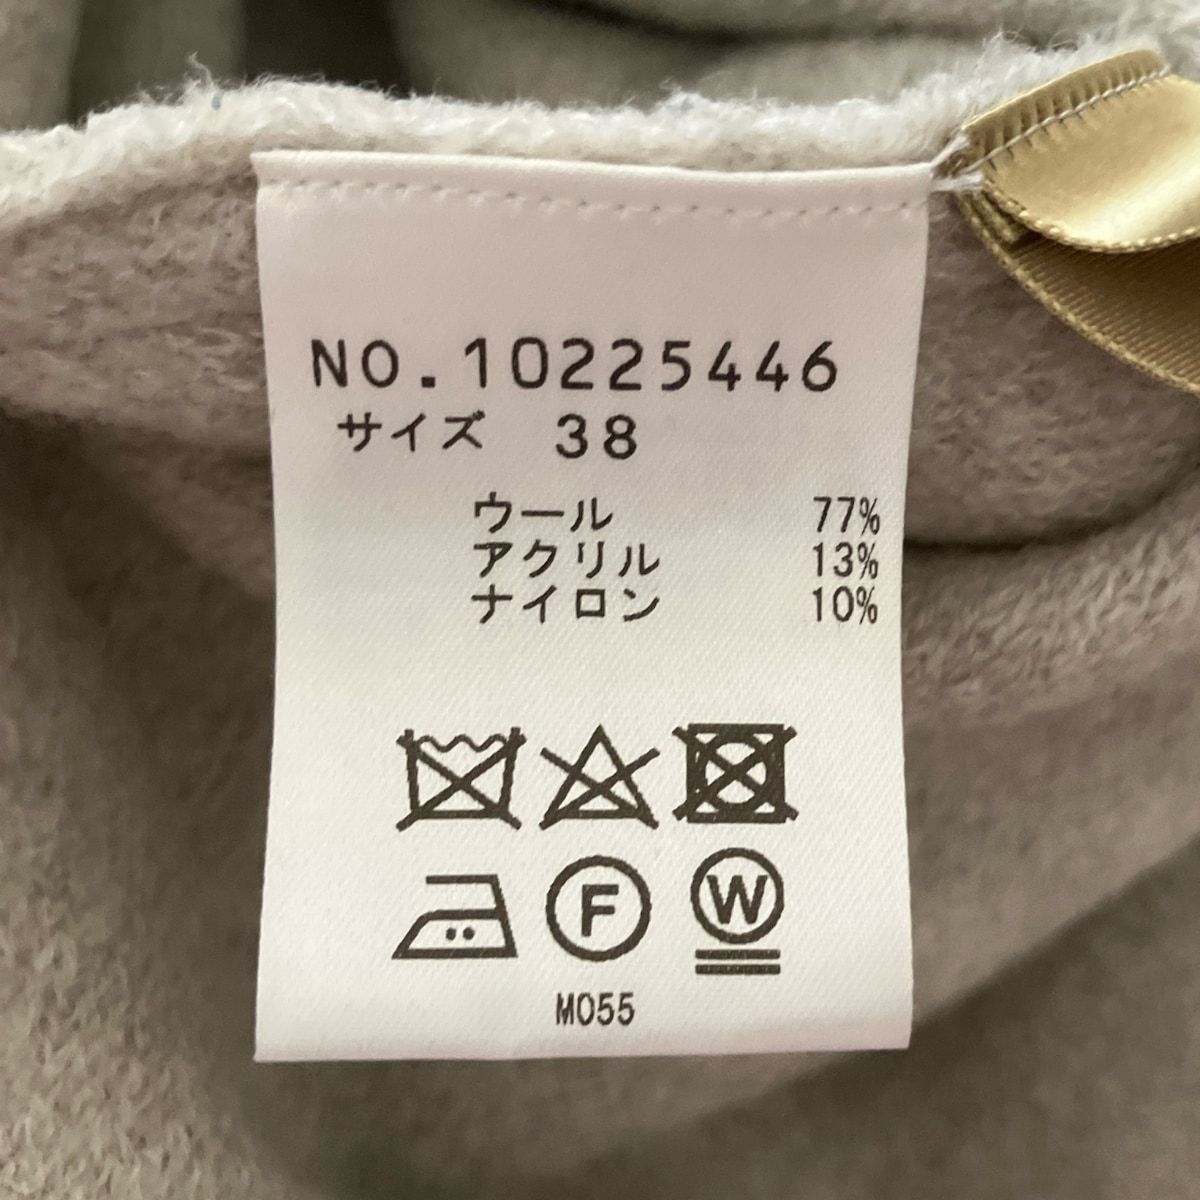 NO.10225446
サイズ 38
ウール 77%
アクリル 13%
ナイロン 10%
F W
M055